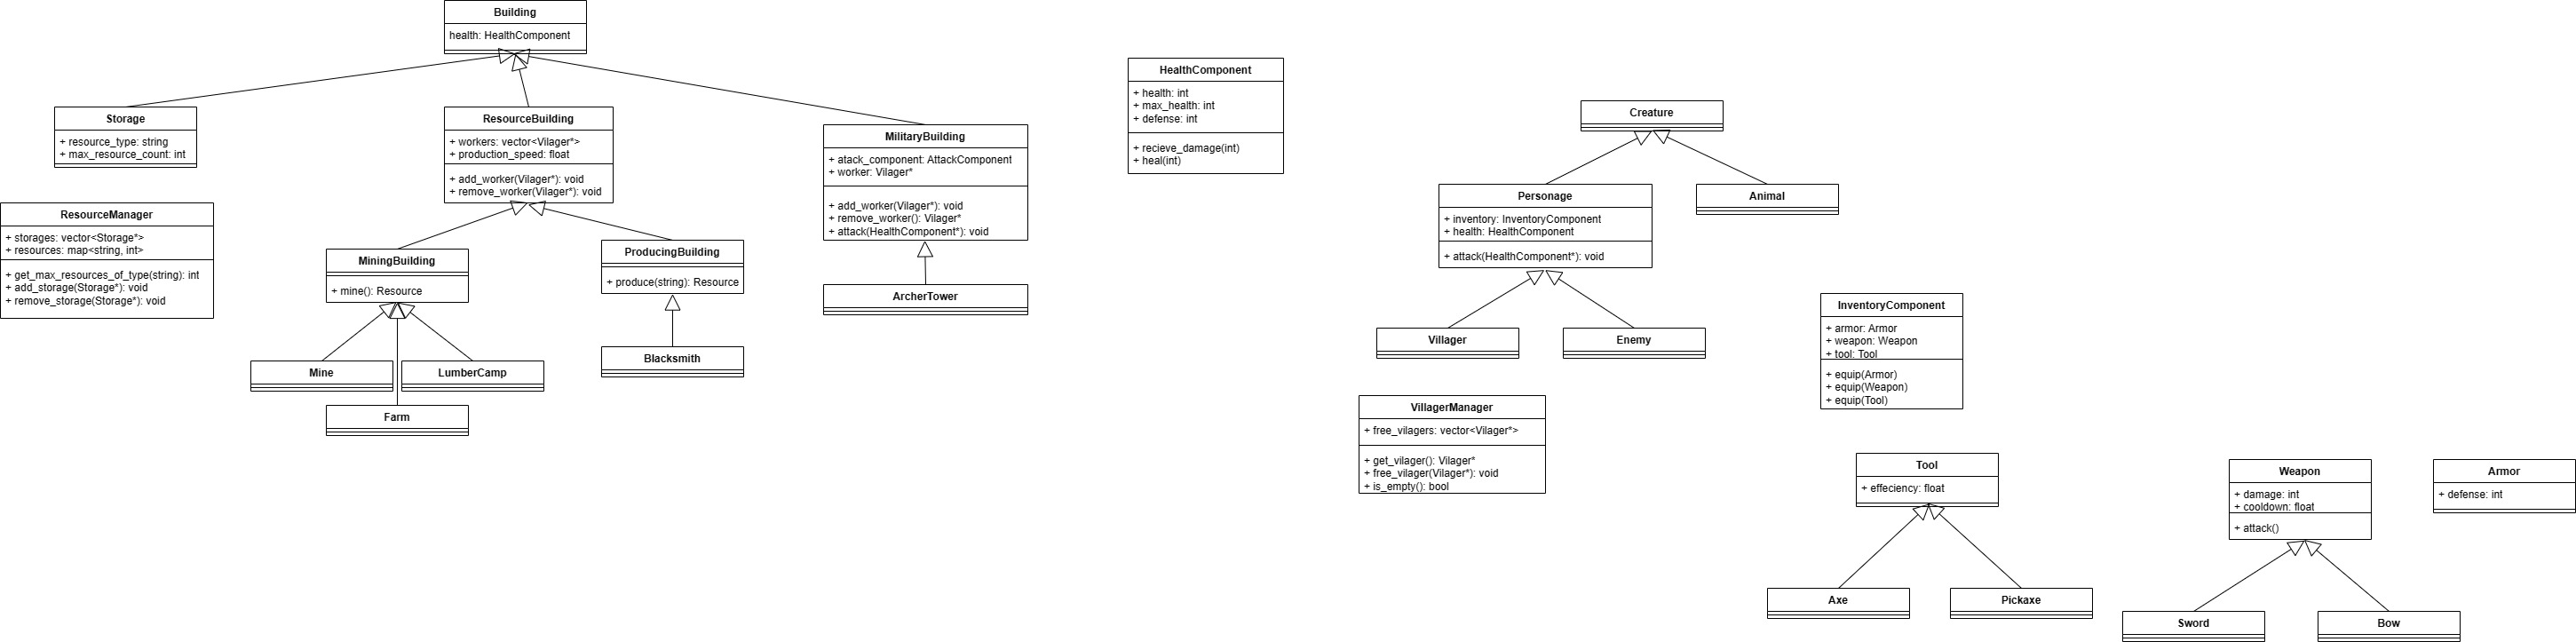 Building
health: HealthComponent
Storage
+ resource_type: string
+ max_resource_count: int
ResourceBuilding
+ workers: vector<Vilager*>
+ production_speed: float
+ add_worker(Vilager*): void
+ remove_worker(Vilager*): void
MilitaryBuilding
+ atack_component: AttackComponent
+ worker: Vilager*
+ add_worker(Vilager*): void
+ remove_worker(): Vilager*
+ attack(HealthComponent*): void
ResourceManager
+ storages: vector<Storage*>
+ resources: map<string, int>
+ get_max_resources_of_type(string): int
+ add_storage(Storage*): void
+ remove_storage(Storage*): void
MiningBuilding
+ mine(): Resource
ProducingBuilding
+ produce(string): Resource
ArcherTower
Mine
LumberCamp
Farm
Blacksmith
HealthComponent
+ health: int
+ max_health: int
+ defense: int
+ recieve_damage(int)
+ heal(int)
Creature
Personage
+ inventory: InventoryComponent
+ health: HealthComponent
+ attack(HealthComponent*): void
Animal
Villager
Enemy
InventoryComponent
+ armor: Armor
+ weapon: Weapon
+ tool: Tool
+ equip(Armor)
+ equip(Weapon)
+ equip(Tool)
VillagerManager
+ free_vilagers: vector<Vilager*>
+ get_vilager(): Vilager*
+ free_vilager(Vilager*): void
+ is_empty(): bool
Tool
+ effeciency: float
Weapon
+ damage: int
+ cooldown: float
+ attack()
Armor
+ defense: int
Axe
Pickaxe
Sword
Bow